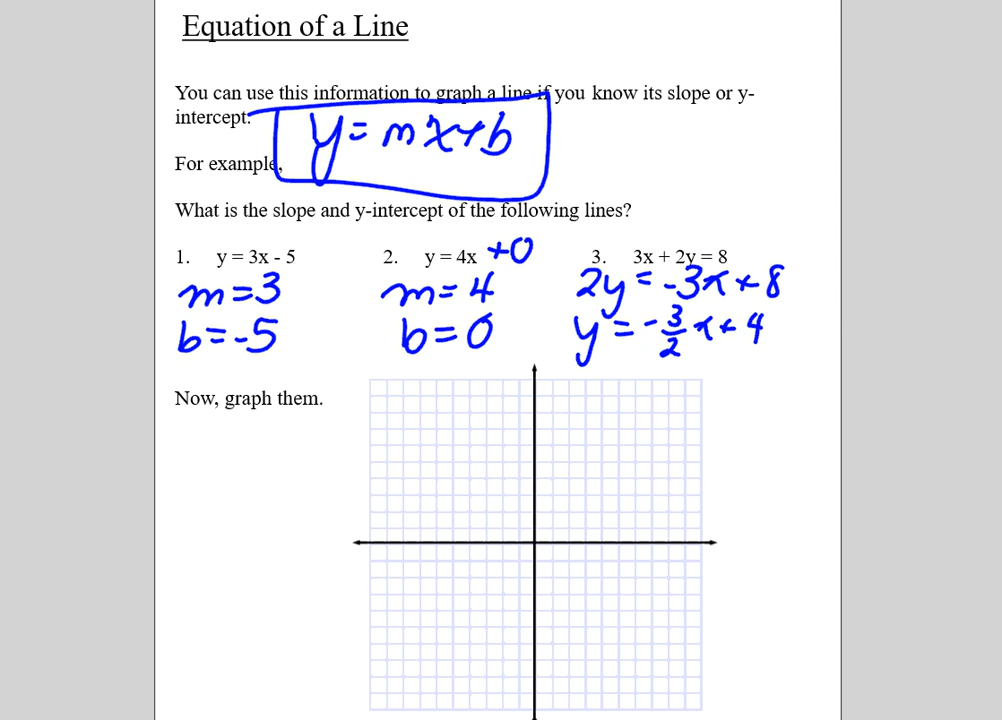 Equation of a Line
You can use this information to graph a line if you know its slope or y-
intercept:
y = mx+b
For example,
What is the slope and y-intercept of the following lines?
1. y = 3x - 5 2. y = 4x +0 3. 3x + 2y = 8
m = 3 m = 4 2y = -3x + 8
b = -5 b = 0 y = -3/2 x + 4
Now, graph them.